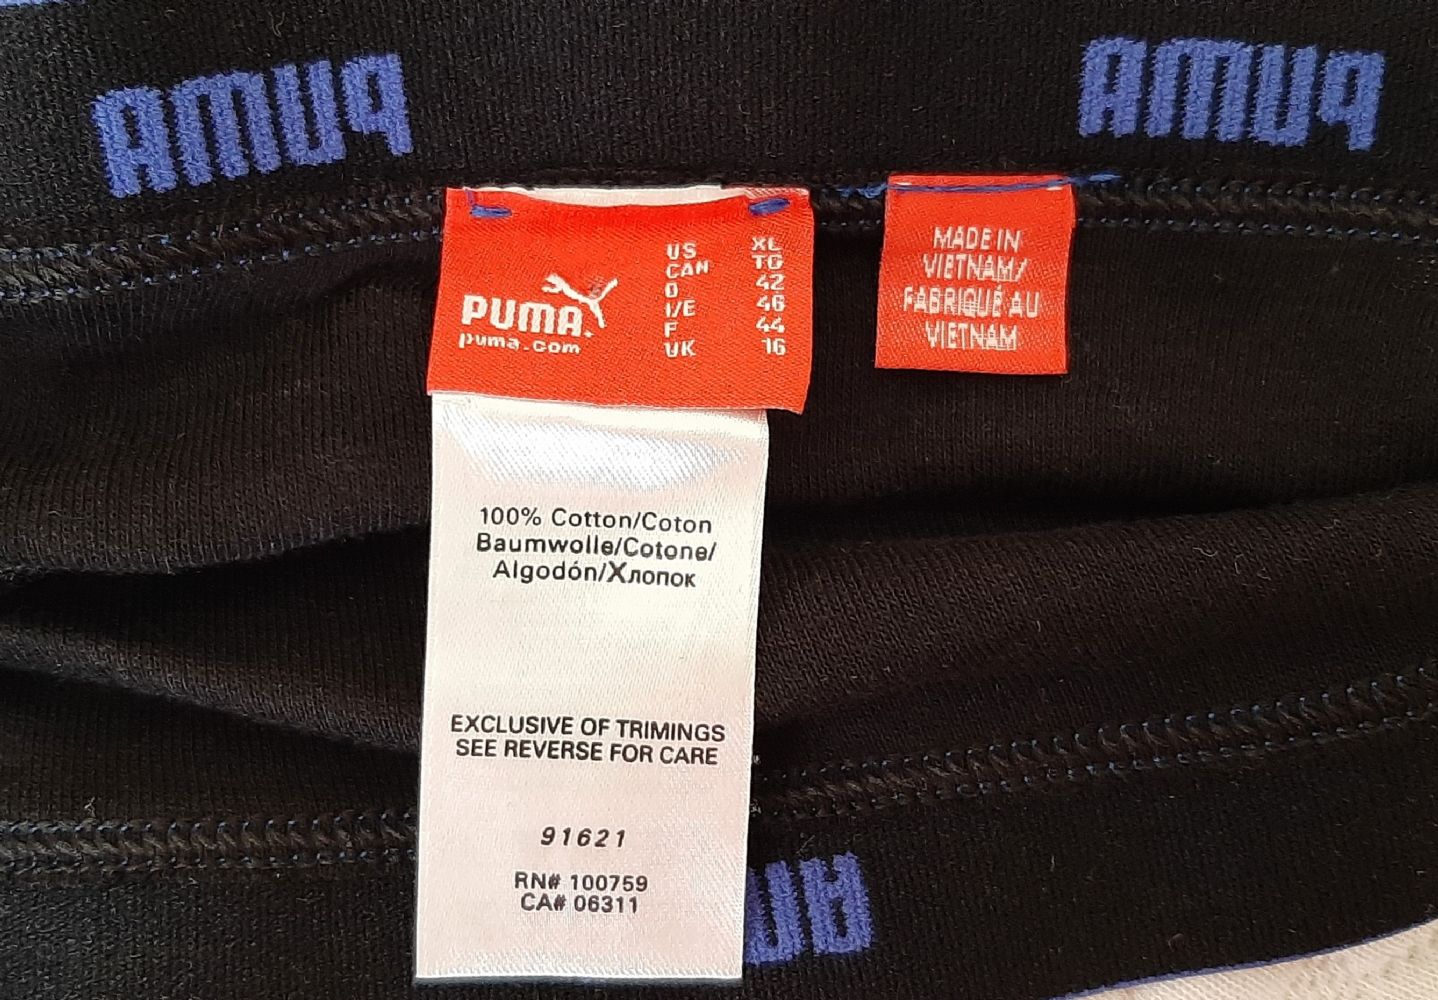 PUMA
PUMA
PUMA
puma.com
US XL
CAN TG
D 42
I/E 46
F 44
UK 16
MADE IN
VIETNAM/
FABRIQUÉ AU
VIETNAM
100% Cotton/Coton
Baumwolle/Cotone/
Algodón/Хлопок
EXCLUSIVE OF TRIMINGS
SEE REVERSE FOR CARE
91621
RN# 100759
CA# 06311